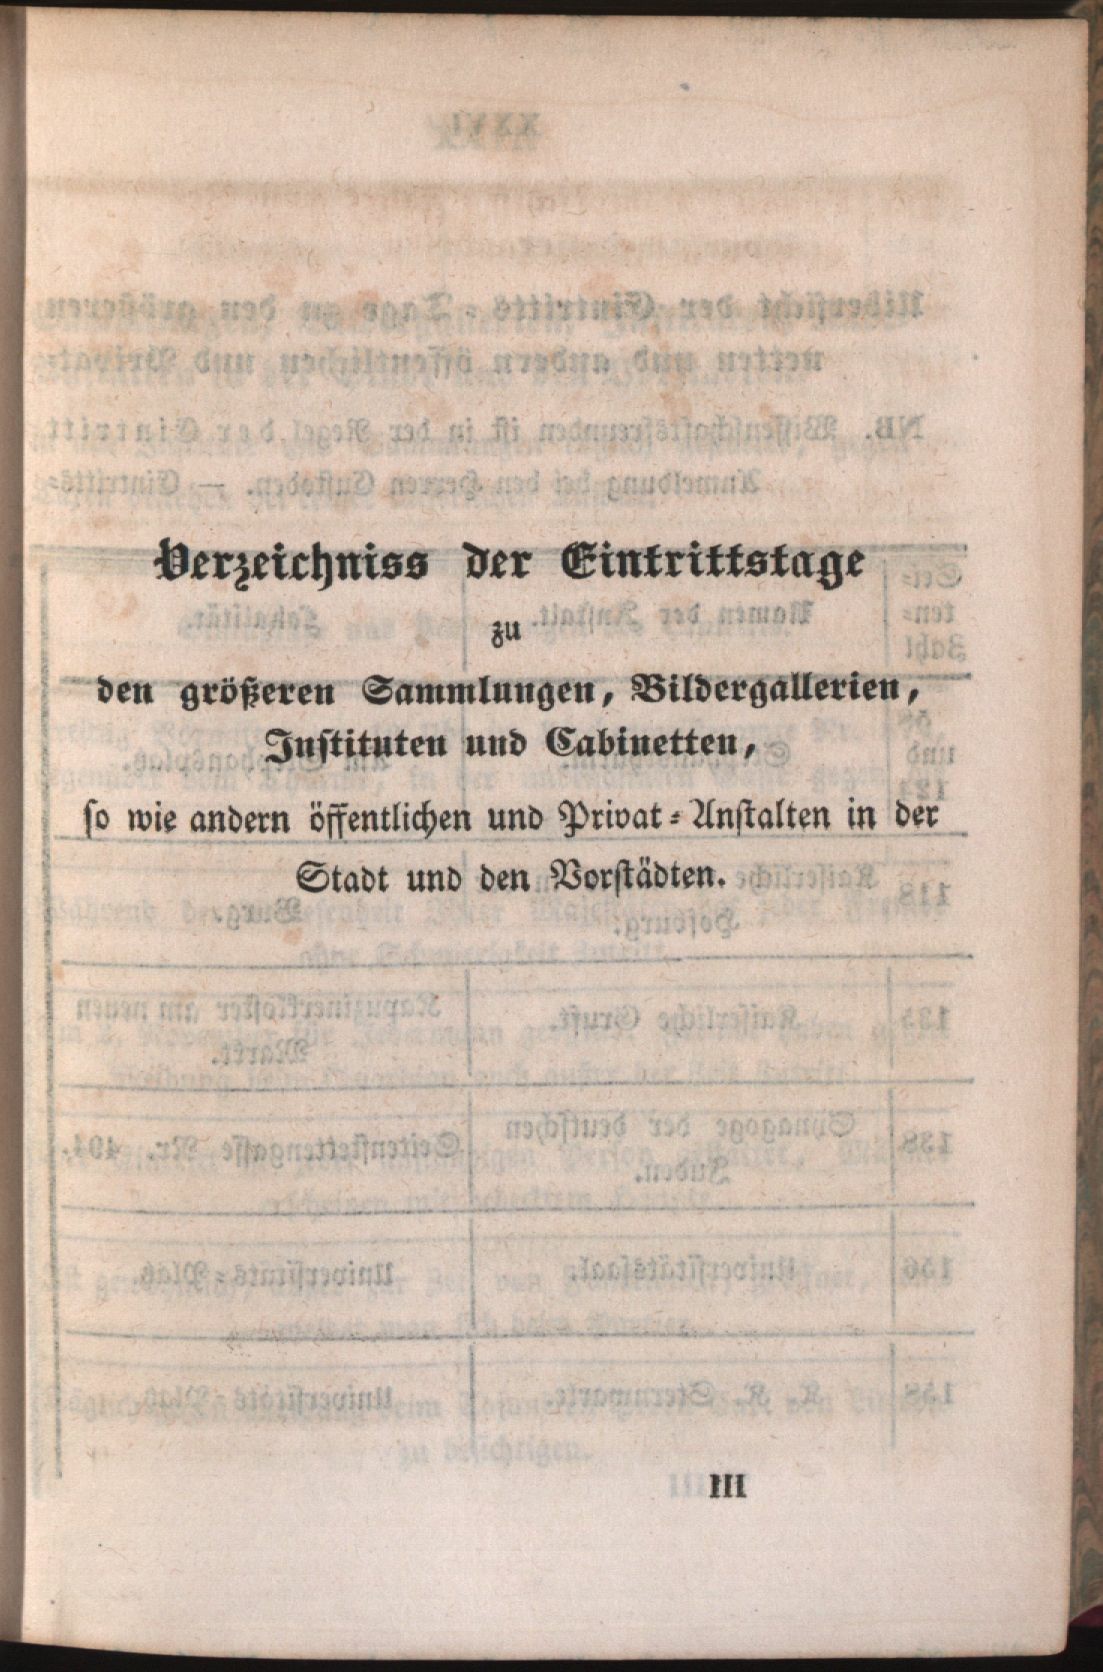 Verzeichniss der Eintrittstage
zu
den größeren Sammlungen, Bildergallerien,
Instituten und Cabinetten,
so wie andern öffentlichen und Privat-Anstalten in der
Stadt und den Vorstädten.
III